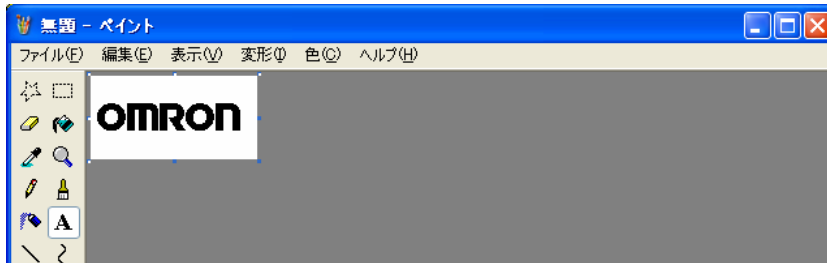 無題 - ペイント
ファイル(F) 編集(E) 表示(V) 変形(I) 色(C) ヘルプ(H)
OMRON
A